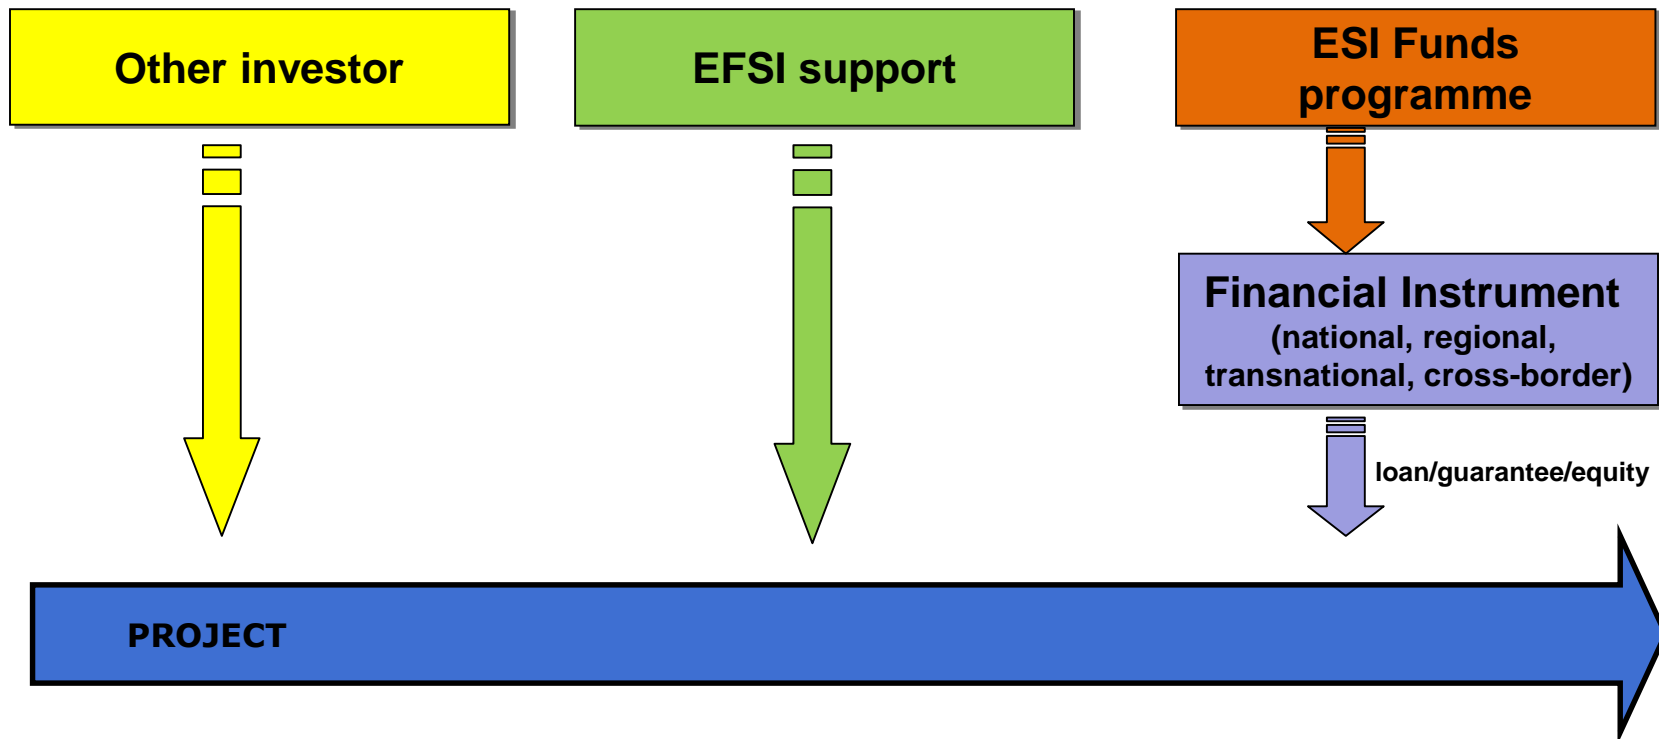 Other investor
EFSI support
ESI Funds
programme
Financial Instrument
(national, regional,
transnational, cross-border)
loan/guarantee/equity
PROJECT